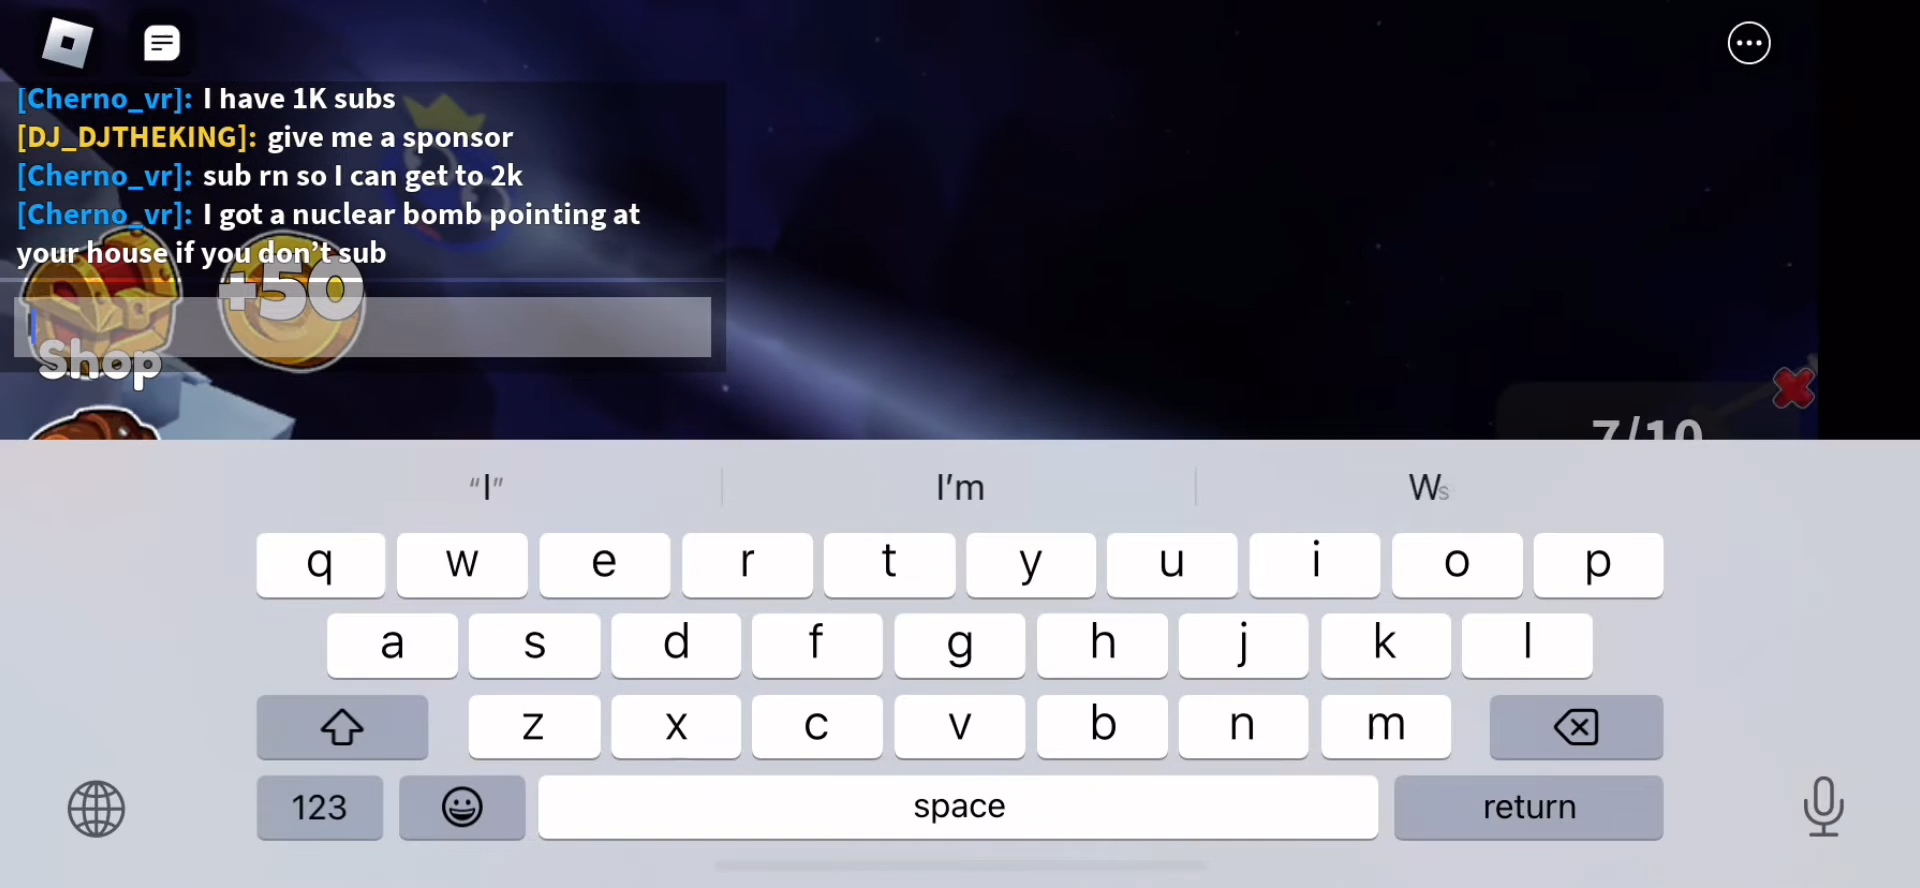 [Cherno_vr]: I have 1K subs
[DJ_DJTHEKING]: give me a sponsor
[Cherno_vr]: sub rn so I can get to 2k
[Cherno_vr]: I got a nuclear bomb pointing at
your house if you don’t sub
+50
Shop
7/10
“I” I’m Ws
q w e r t y u i o p
a s d f g h j k l
z x c v b n m
123 space return